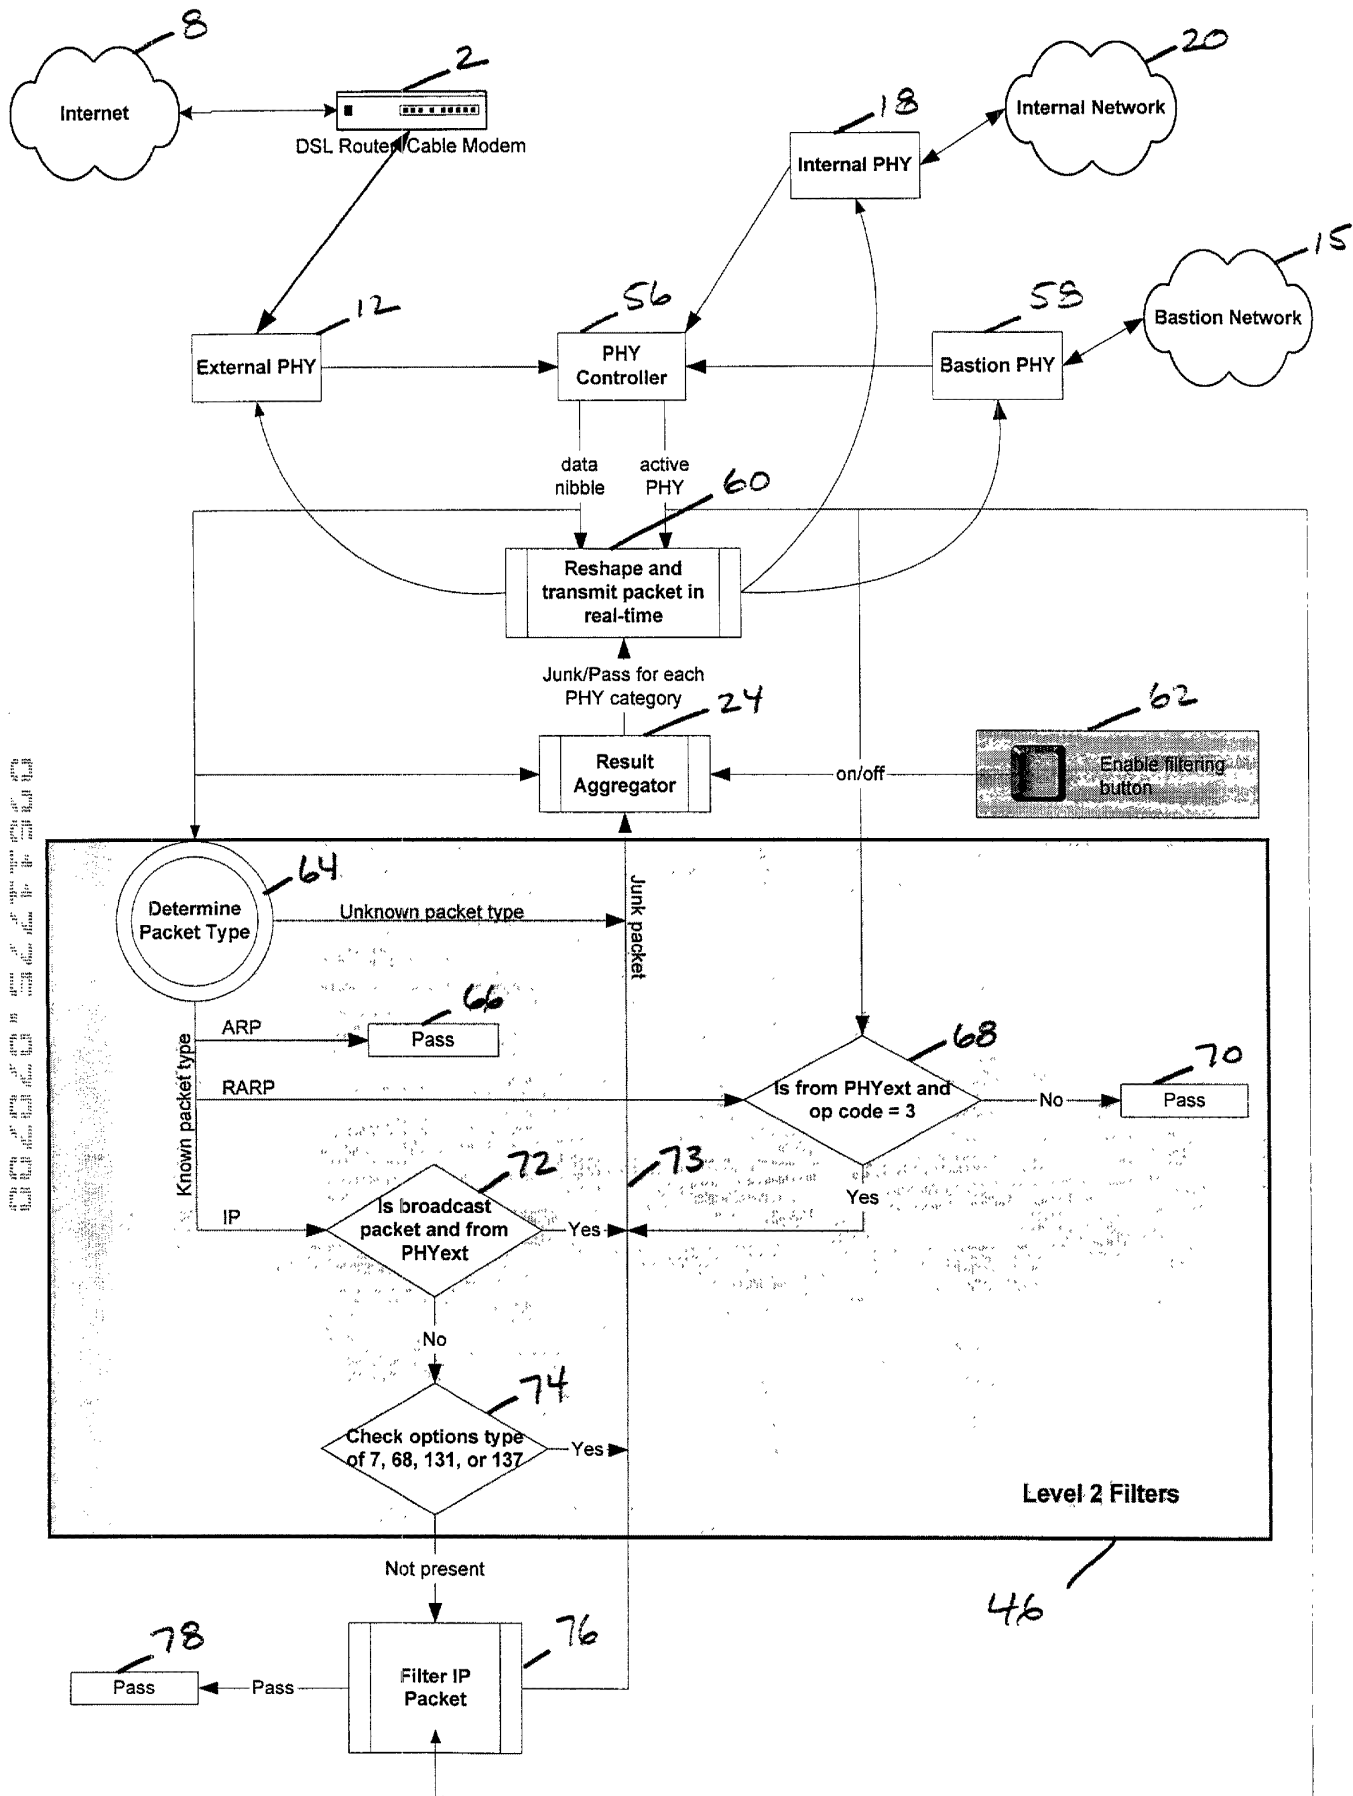 8
2
20
18
Internet
Internal Network
DSL Router/Cable Modem
Internal PHY
15
12
56
58
Bastion Network
External PHY
PHY
Controller
Bastion PHY
data
nibble
active
PHY
60
Reshape and
transmit packet in
real-time
Junk/Pass for each
PHY category
24
62
Result
Aggregator
on/off
Enable filtering
button
64
Determine
Packet Type
Unknown packet type
Junk packet
66
ARP
Pass
68
70
Known packet type
RARP
Is from PHYext and
op code = 3
No
Pass
72
73
Yes
IP
Is broadcast
packet and from
PHYext
Yes
No
74
Check options type
of 7, 68, 131, or 137
Yes
Level 2 Filters
Not present
46
76
78
Filter IP
Packet
Pass
Pass